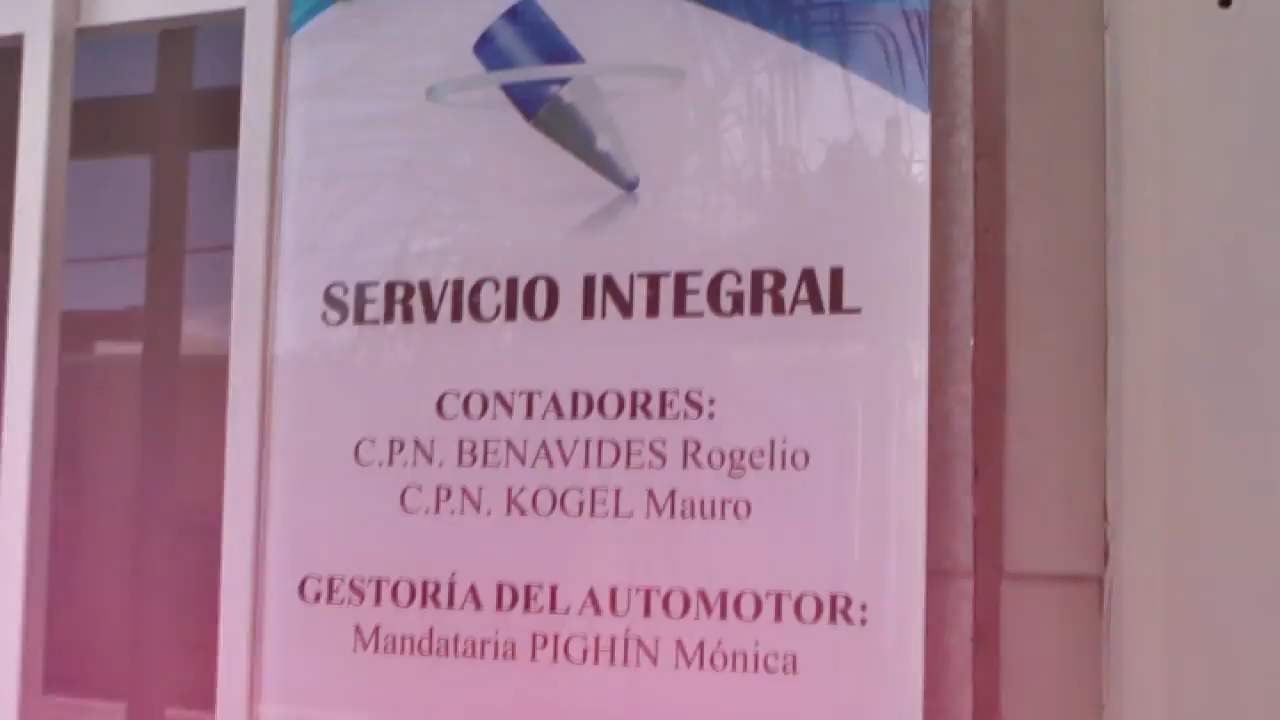 SERVICIO INTEGRAL
CONTADORES:
C.P.N. BENAVIDES Rogelio
C.P.N. KOGEL Mauro
GESTORÍA DEL AUTOMOTOR:
Mandataria PIGHÍN Mónica